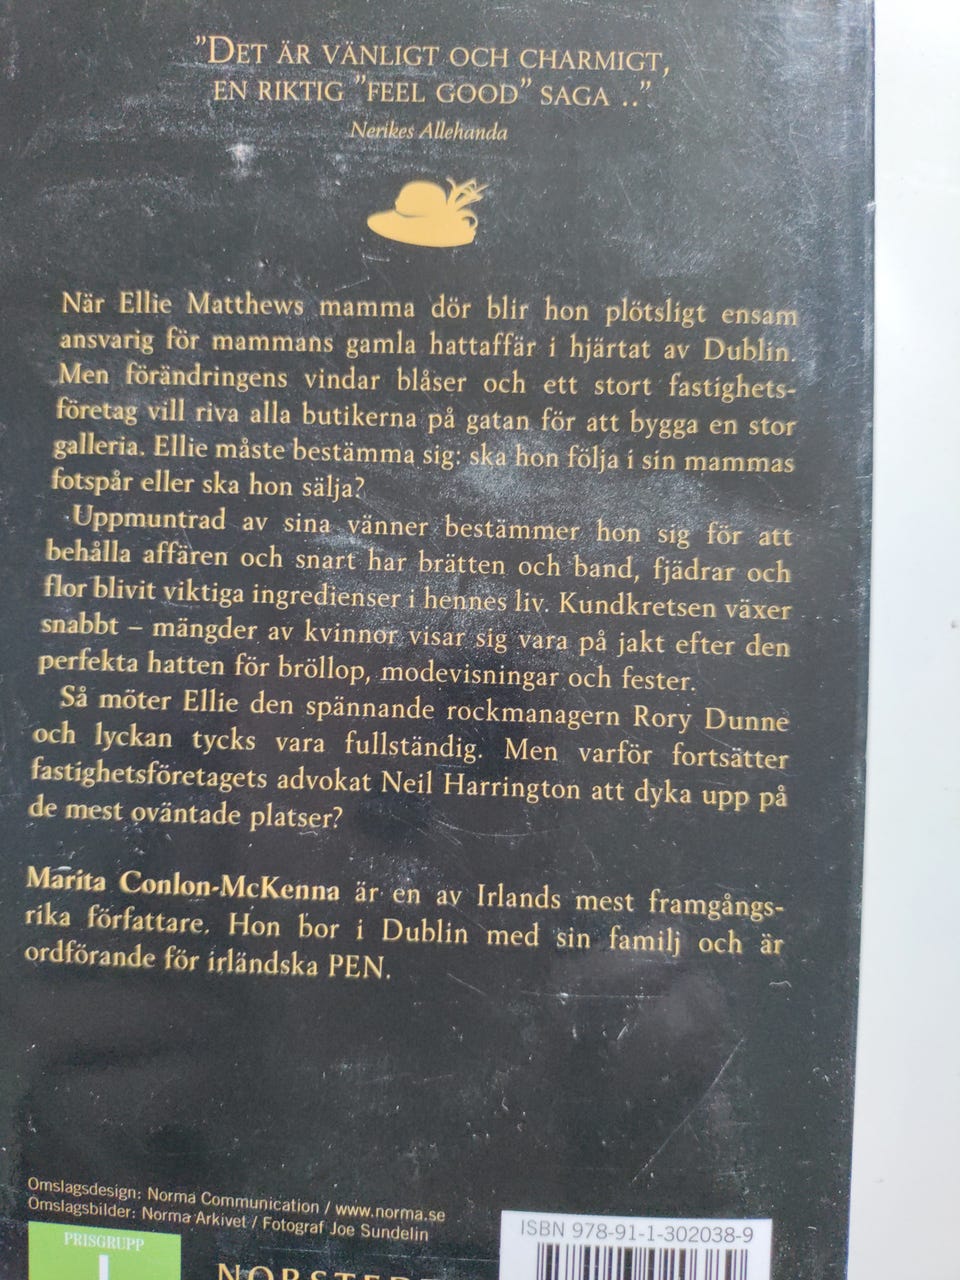 "DET ÄR VÄNLIGT OCH CHARMIGT,
EN RIKTIG "FEEL GOOD" SAGA .."
Nerikes Allehanda
När Ellie Matthews mamma dör blir hon plötsligt ensam
ansvarig för mammans gamla hattaffär i hjärtat av Dublin.
Men förändringens vindar blåser och ett stort fastighets-
företag vill riva alla butikerna på gatan för att bygga en stor
galleria. Ellie måste bestämma sig: ska hon följa i sin mammas
fotspår eller ska hon sälja?
Uppmuntrad av sina vänner bestämmer hon sig för att
behålla affären och snart har brätten och band, fjädrar och
flor blivit viktiga ingredienser i hennes liv. Kundkretsen växer
snabbt – mängder av kvinnor visar sig vara på jakt efter den
perfekta hatten för bröllop, modevisningar och fester.
Så möter Ellie den spännande rockmanagern Rory Dunne
och lyckan tycks vara fullständig. Men varför fortsätter
fastighetsföretagets advokat Neil Harrington att dyka upp på
de mest oväntade platser?
Marita Conlon-McKenna är en av Irlands mest framgångs-
rika författare. Hon bor i Dublin med sin familj och är
ordförande för irländska PEN.
Omslagsdesign: Norma Communication / www.norma.se
Omslagsbilder: Norma Arkivet / Fotograf Joe Sundelin
PRISGRUPP
ISBN 978-91-1-302038-9